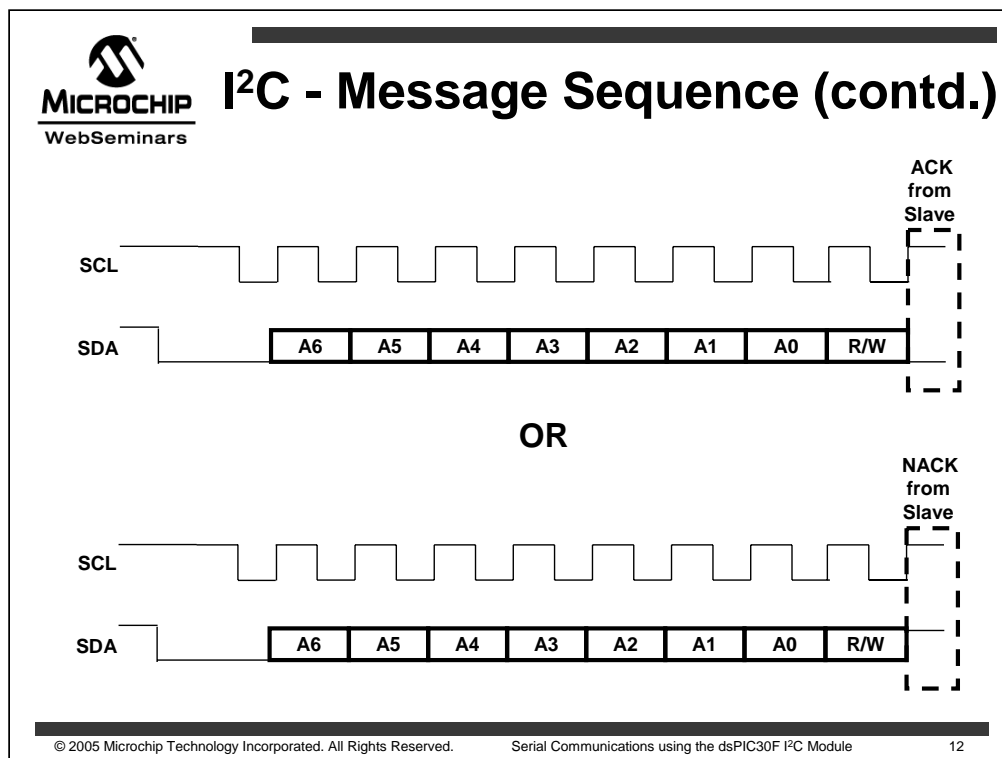 MICROCHIP
WebSeminars
I²C - Message Sequence (contd.)
ACK
from
Slave
SCL
SDA
A6 A5 A4 A3 A2 A1 A0 R/W
OR
NACK
from
Slave
SCL
SDA
A6 A5 A4 A3 A2 A1 A0 R/W
© 2005 Microchip Technology Incorporated. All Rights Reserved. Serial Communications using the dsPIC30F I²C Module 12